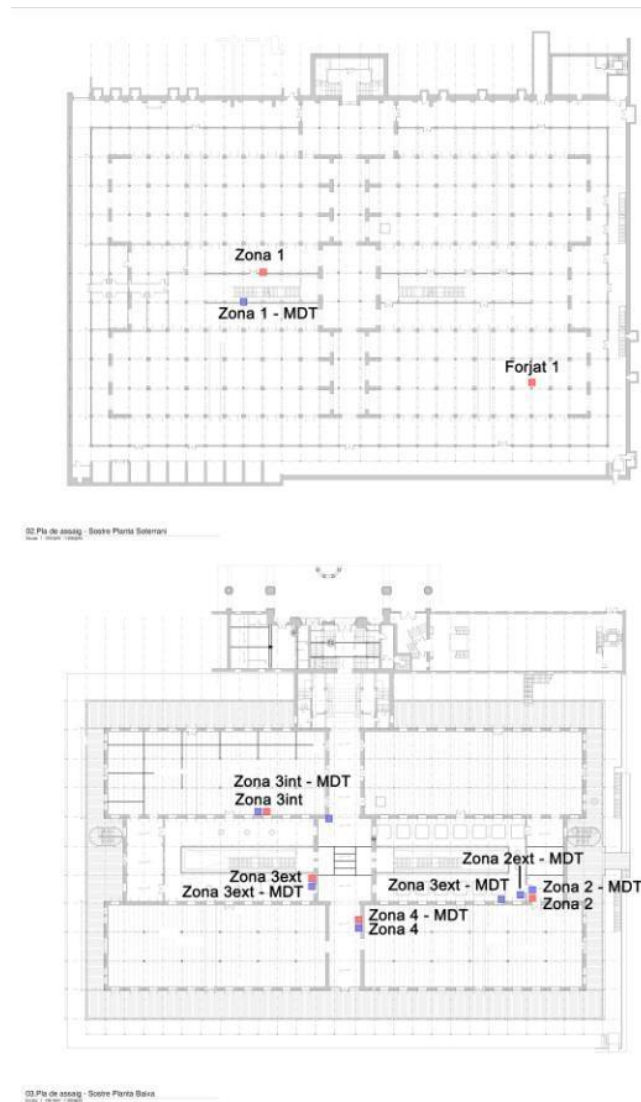 Zona 1
Zona 1 - MDT
Forjat 1
02.Pla de assaig - Sostre Planta Soterrani
Zona 3int - MDT
Zona 3int
Zona 2ext - MDT
Zona 3ext
Zona 3ext - MDT
Zona 3ext - MDT
Zona 2 - MDT
Zona 2
Zona 4 - MDT
Zona 4
03.Pla de assaig - Sostre Planta Baixa